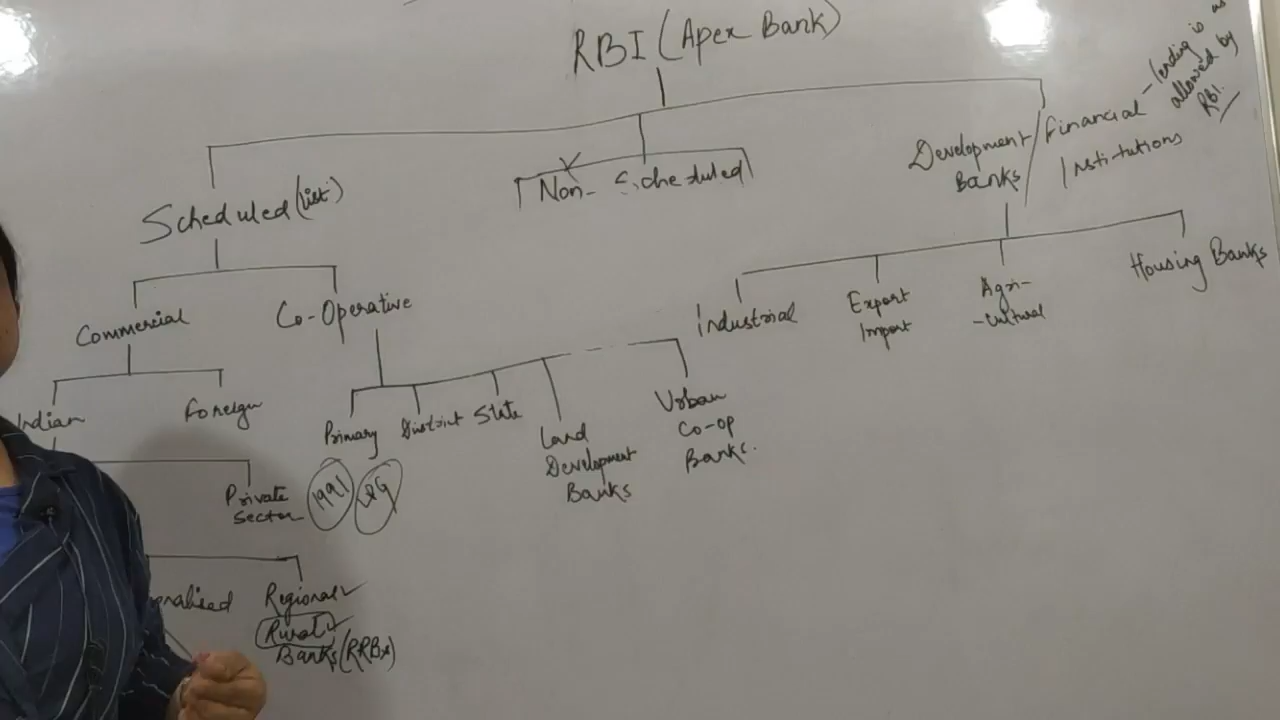 RBI (Apex Bank)
- lending is as
allowed by
RBI.
Development / Financial
Banks / Institutions
Non-Scheduled
Scheduled (list)
Housing Banks
Industrial
Export
Import
Agri-
-cultural
Commercial
Co-Operative
Indian
Foreign
Primary
District
State
Land
Development
Banks
Urban
Co-op
Banks.
Private
Sector
1991
LPG
onalised
Regional
Rural
Banks (RRBs)